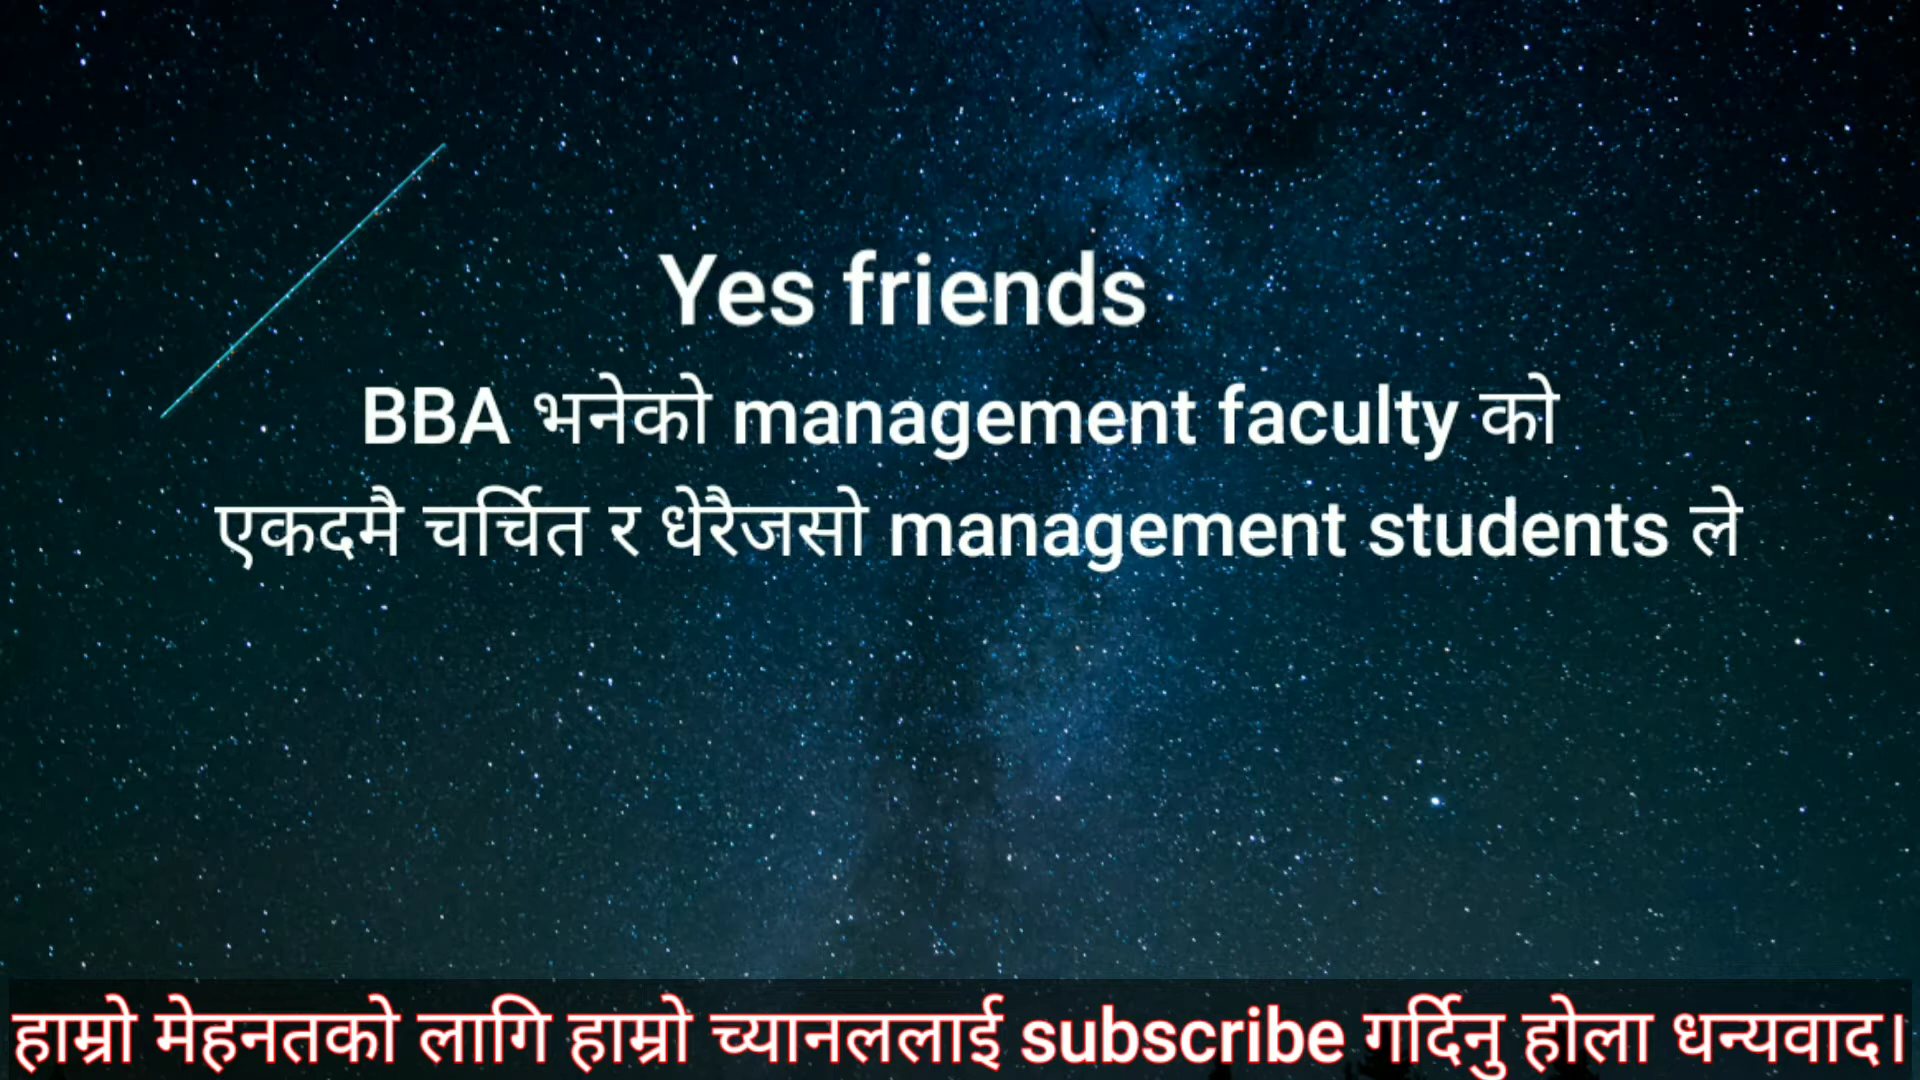 Yes friends
BBA भनेको management faculty को
एकदमै चर्चित र धेरैजसो management students ले
हाम्रो मेहनतको लागि हाम्रो च्यानललाई subscribe गर्दिनु होला धन्यवाद।